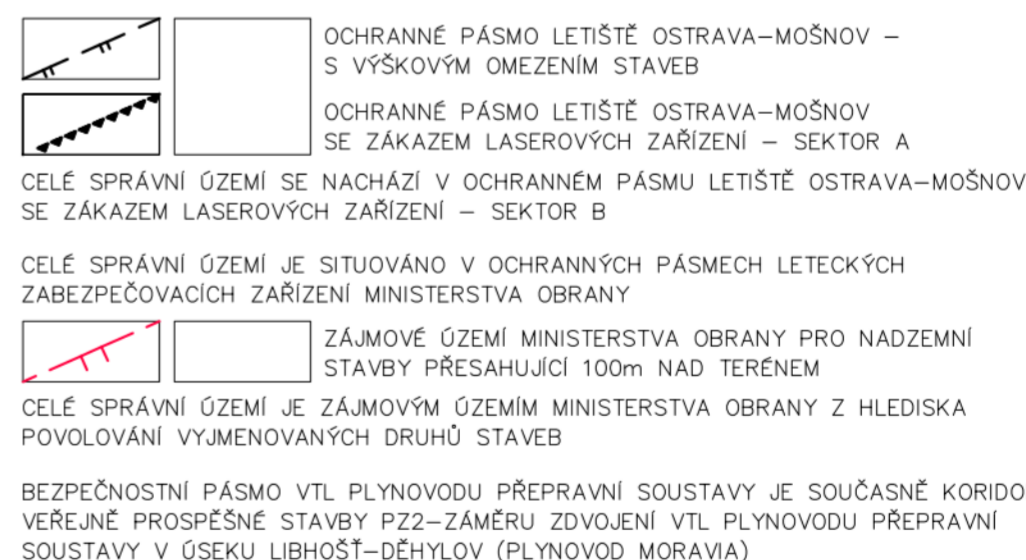 OCHRANNÉ PÁSMO LETIŠTĚ OSTRAVA–MOŠNOV –
S VÝŠKOVÝM OMEZENÍM STAVEB
OCHRANNÉ PÁSMO LETIŠTĚ OSTRAVA–MOŠNOV
SE ZÁKAZEM LASEROVÝCH ZAŘÍZENÍ – SEKTOR A
CELÉ SPRÁVNÍ ÚZEMÍ SE NACHÁZÍ V OCHRANNÉM PÁSMU LETIŠTĚ OSTRAVA–MOŠNOV
SE ZÁKAZEM LASEROVÝCH ZAŘÍZENÍ – SEKTOR B
CELÉ SPRÁVNÍ ÚZEMÍ JE SITUOVÁNO V OCHRANNÝCH PÁSMECH LETECKÝCH
ZABEZPEČOVACÍCH ZAŘÍZENÍ MINISTERSTVA OBRANY
ZÁJMOVÉ ÚZEMÍ MINISTERSTVA OBRANY PRO NADZEMNÍ
STAVBY PŘESAHUJÍCÍ 100m NAD TERÉNEM
CELÉ SPRÁVNÍ ÚZEMÍ JE ZÁJMOVÝM ÚZEMÍM MINISTERSTVA OBRANY Z HLEDISKA
POVOLOVÁNÍ VYJMENOVANÝCH DRUHŮ STAVEB
BEZPEČNOSTNÍ PÁSMO VTL PLYNOVODU PŘEPRAVNÍ SOUSTAVY JE SOUČASNĚ KORIDO
VEŘEJNĚ PROSPĚŠNÉ STAVBY PZ2–ZÁMĚRU ZDVOJENÍ VTL PLYNOVODU PŘEPRAVNÍ
SOUSTAVY V ÚSEKU LIBHOŠŤ–DĚHYLOV (PLYNOVOD MORAVIA)